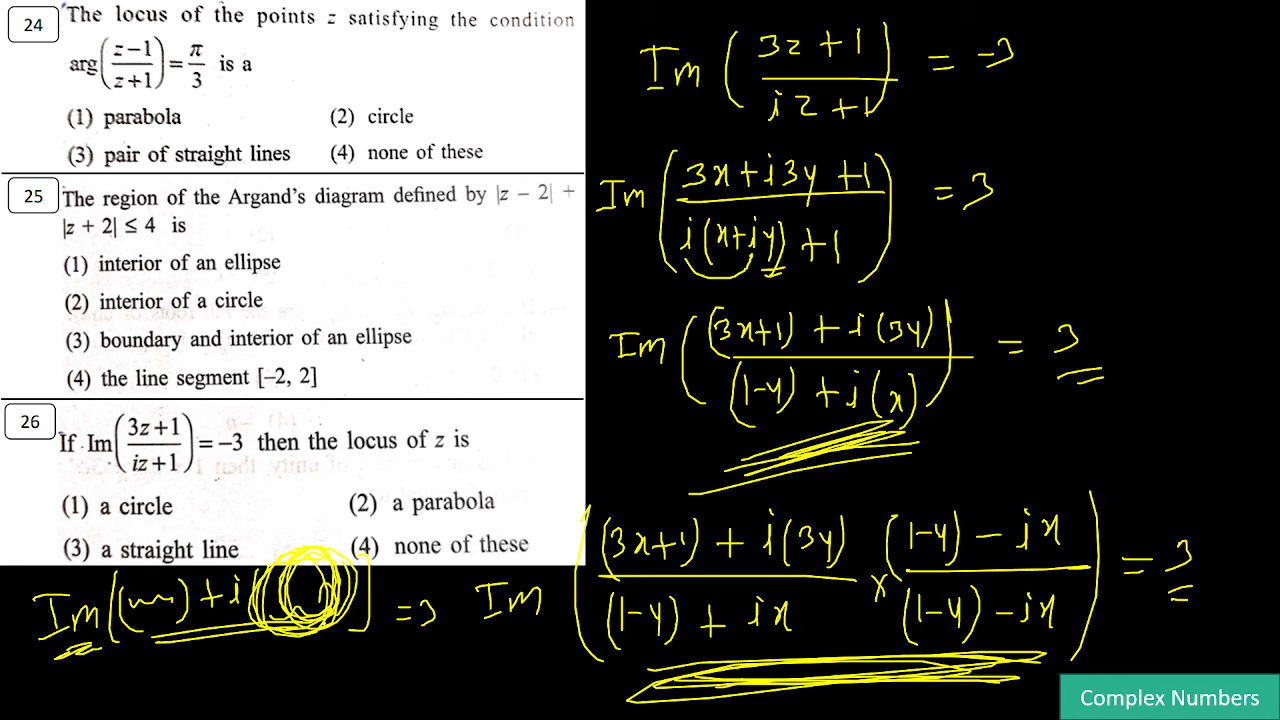 24
The locus of the points z satisfying the condition
arg((z−1)/(z+1)) = π/3 is a
(1) parabola (2) circle
(3) pair of straight lines (4) none of these
25
The region of the Argand's diagram defined by |z − 2| +
|z + 2| ≤ 4 is
(1) interior of an ellipse
(2) interior of a circle
(3) boundary and interior of an ellipse
(4) the line segment [−2, 2]
26
If Im((3z+1)/(iz+1)) = −3 then the locus of z is
(1) a circle (2) a parabola
(3) a straight line (4) none of these
Im((3z+1)/(iz+1)) = −3
Im((3x+i3y+1)/(i(x+iy)+1)) = 3
Im(((3x+1)+i(3y))/((1−y)+i(x))) = 3
Im(((3x+1)+i(3y))/((1−y)+ix) × ((1−y)−ix)/((1−y)−ix)) = 3
Im[( ) + i( )] = 3
Complex Numbers